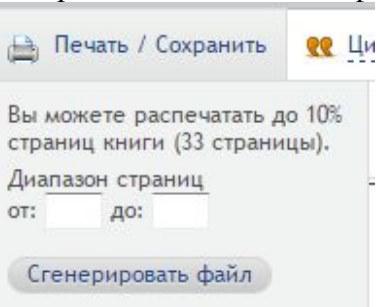 Печать / Сохранить
Вы можете распечатать до 10%
страниц книги (33 страницы).
Диапазон страниц
от: до:
Сгенерировать файл